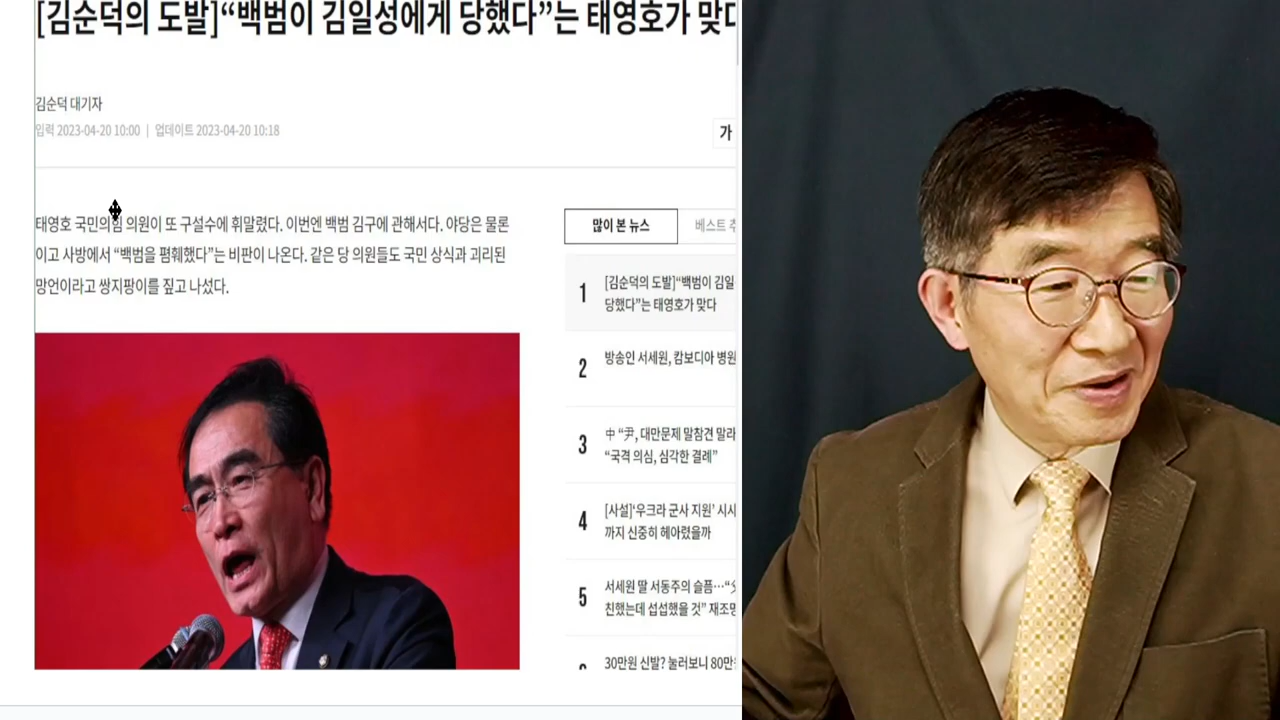 [김순덕의 도발]“백범이 김일성에게 당했다”는 태영호가 맞다
김순덕 대기자
입력 2023-04-20 10:00 | 업데이트 2023-04-20 10:18
가
태영호 국민의힘 의원이 또 구설수에 휘말렸다. 이번엔 백범 김구에 관해서다. 야당은 물론
이고 사방에서 “백범을 폄훼했다”는 비판이 나온다. 같은 당 의원들도 국민 상식과 괴리된
망언이라고 쌍지팡이를 짚고 나섰다.
많이 본 뉴스
베스트
1
[김순덕의 도발]“백범이 김일
당했다”는 태영호가 맞다
2
방송인 서세원, 캄보디아 병원
3
中 “尹, 대만문제 말참견 말라
“국격 의심, 심각한 결례”
4
[사설]‘우크라 군사 지원’ 시사
까지 신중히 헤아렸을까
5
서세원 딸 서동주의 슬픔…“
친했는데 섭섭했을 것” 재조명
30만원 신발? 눌러보니 80만